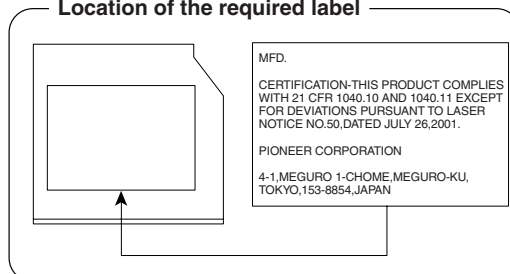 Location of the required label
MFD.
CERTIFICATION-THIS PRODUCT COMPLIES
WITH 21 CFR 1040.10 AND 1040.11 EXCEPT
FOR DEVIATIONS PURSUANT TO LASER
NOTICE NO.50,DATED JULY 26,2001.
PIONEER CORPORATION
4-1,MEGURO 1-CHOME,MEGURO-KU,
TOKYO,153-8854,JAPAN